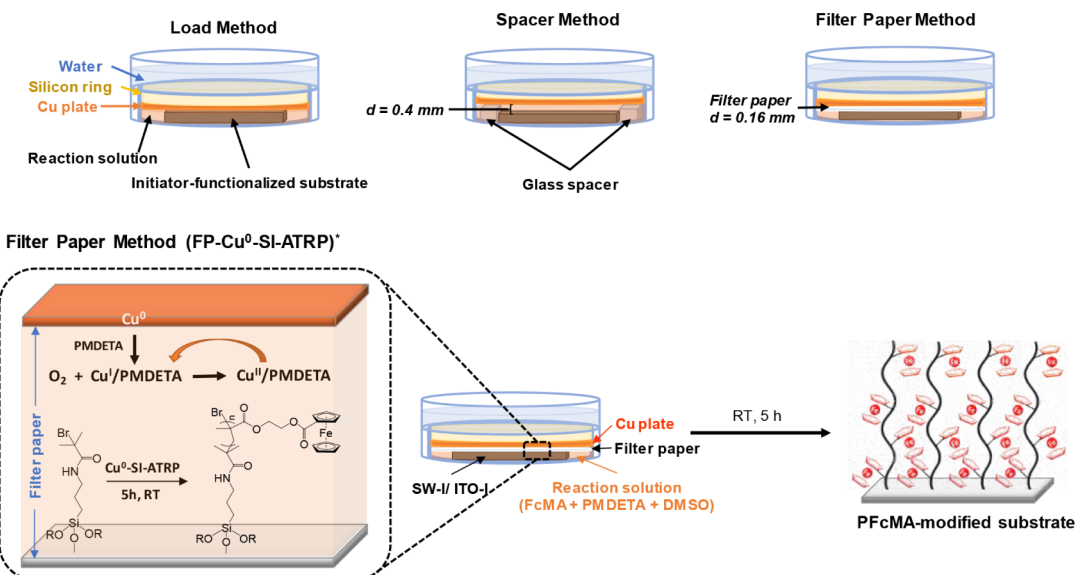 Load Method
Spacer Method
Filter Paper Method
Water
Silicon ring
Cu plate
Reaction solution
Initiator-functionalized substrate
d = 0.4 mm
Glass spacer
Filter paper
d = 0.16 mm
Filter Paper Method (FP-Cu⁰-SI-ATRP)*
Cu⁰
PMDETA
O₂ + Cuᴵ/PMDETA
Cuᴵᴵ/PMDETA
Filter paper
Br
O
HN
Si
RO
OR
O
Cu⁰-SI-ATRP
5h, RT
Br
n
O
O
O
O
Fe
O
HN
Si
RO
OR
O
Cu plate
Filter paper
SW-I/ ITO-I
Reaction solution
(FcMA + PMDETA + DMSO)
RT, 5 h
PFcMA-modified substrate